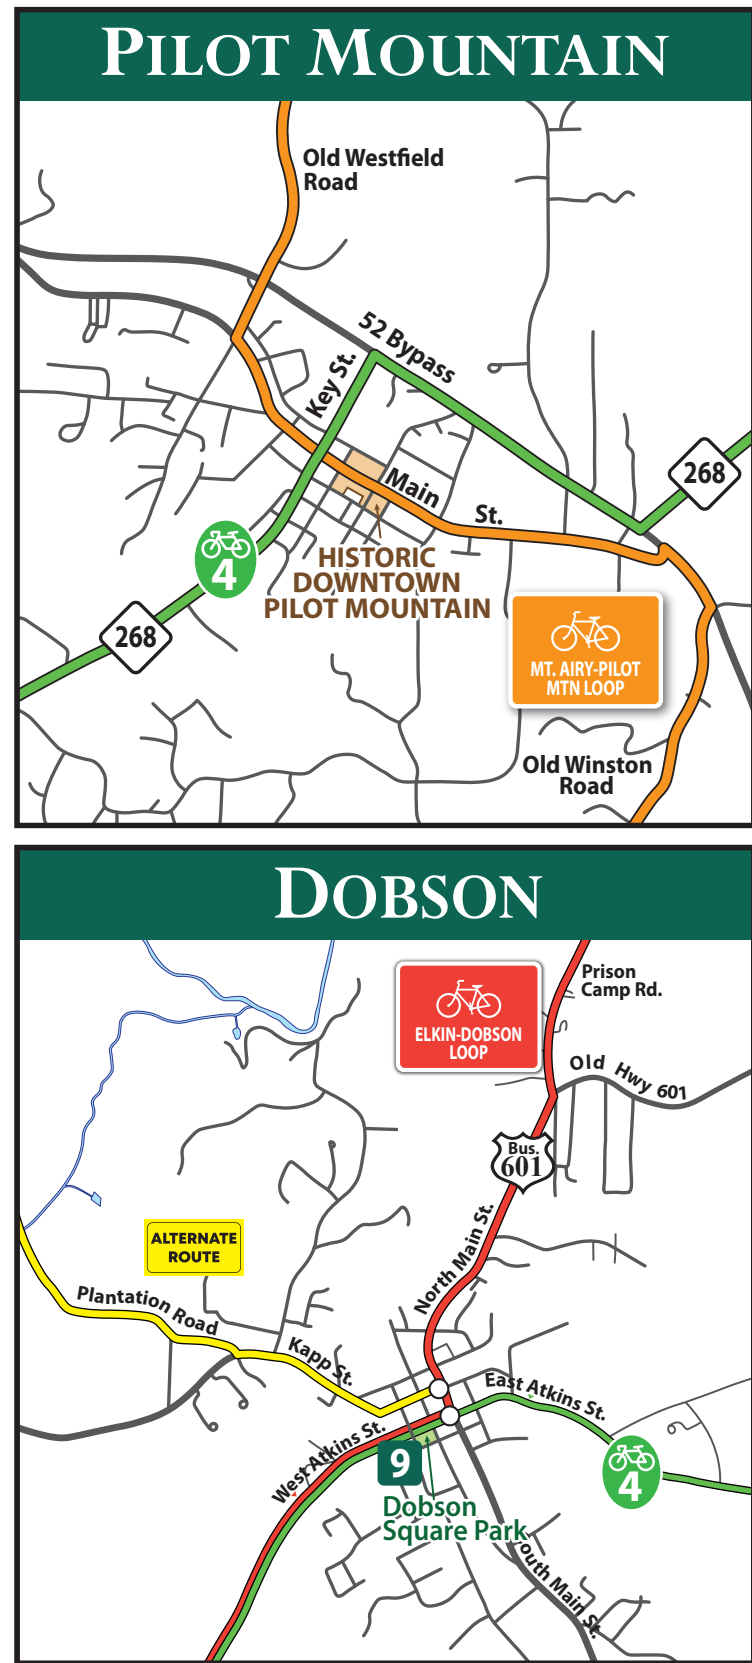 PILOT MOUNTAIN
Old Westfield
Road
52 Bypass
Key St.
268
Main
St.
4
HISTORIC
DOWNTOWN
PILOT MOUNTAIN
268
MT. AIRY-PILOT
MTN LOOP
Old Winston
Road
DOBSON
Prison
Camp Rd.
ELKIN-DOBSON
LOOP
Old Hwy 601
Bus.
601
ALTERNATE
ROUTE
North Main St.
Plantation Road
Kapp St.
East Atkins St.
West Atkins St.
9
4
Dobson
Square Park
South Main St.